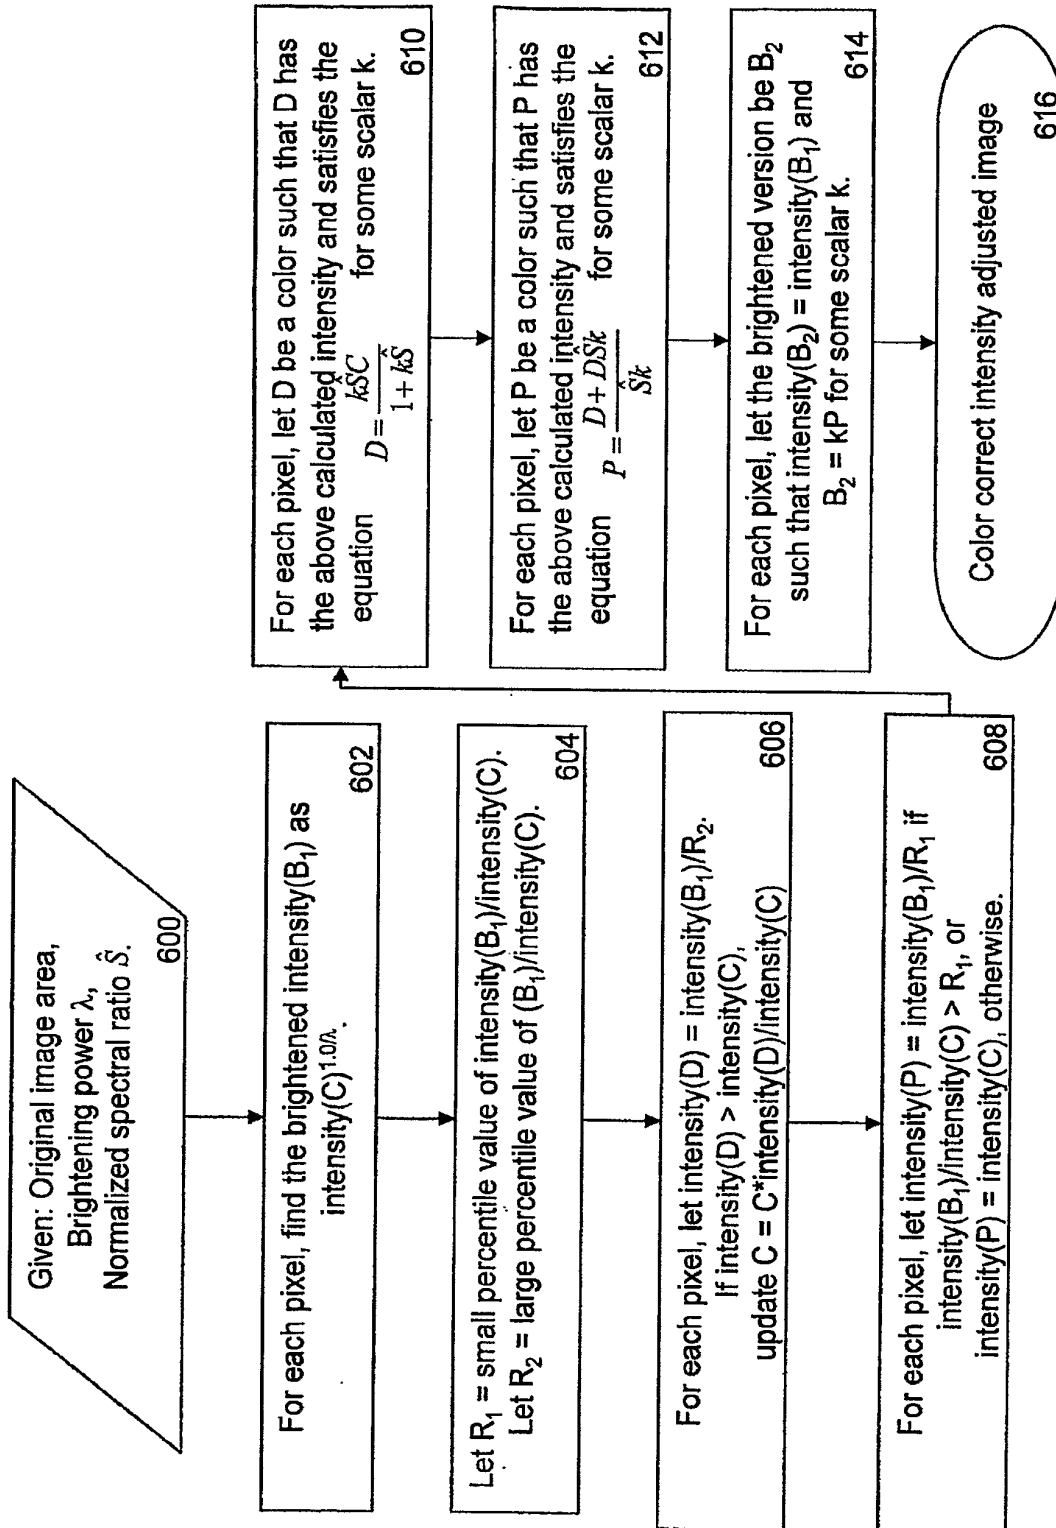 Given: Original image area,
Brightening power λ,
Normalized spectral ratio Ŝ.
600
For each pixel, find the brightened intensity(B₁) as
intensity(C)^1.0/λ.
602
Let R₁ = small percentile value of intensity(B₁)/intensity(C).
Let R₂ = large percentile value of (B₁)/intensity(C).
604
For each pixel, let intensity(D) = intensity(B₁)/R₂.
If intensity(D) > intensity(C),
update C = C*intensity(D)/intensity(C)
606
For each pixel, let intensity(P) = intensity(B₁)/R₁ if
intensity(B₁)/intensity(C) > R₁, or
intensity(P) = intensity(C), otherwise.
608
For each pixel, let D be a color such that D has
the above calculated intensity and satisfies the
equation D = kŜC / 1 + kŜ for some scalar k.
610
For each pixel, let P be a color such that P has
the above calculated intensity and satisfies the
equation P = D + DŜk / Ŝk for some scalar k.
612
For each pixel, let the brightened version be B₂
such that intensity(B₂) = intensity(B₁) and
B₂ = kP for some scalar k.
614
Color correct intensity adjusted image
616